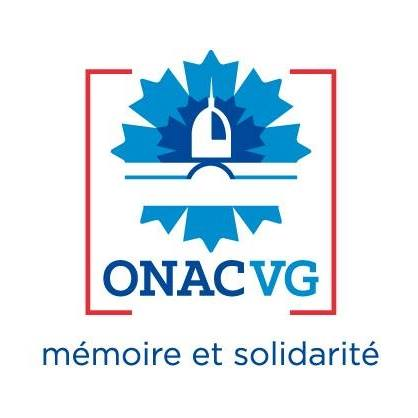 ONACVG
mémoire et solidarité